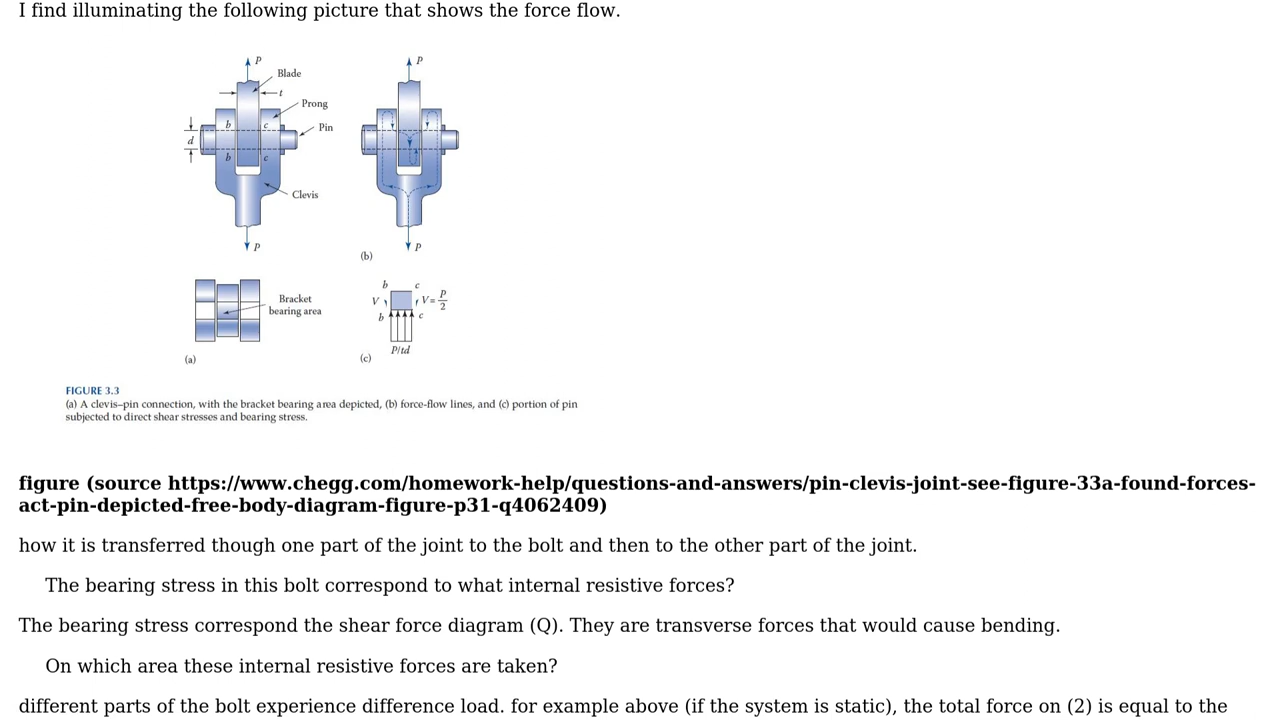 I find illuminating the following picture that shows the force flow.
P
Blade
t
Prong
b
c
Pin
d
b
c
Clevis
P
P
P
(b)
Bracket
bearing area
(a)
b
c
V
V= P/2
b
c
P/td
(c)
FIGURE 3.3
(a) A clevis–pin connection, with the bracket bearing area depicted, (b) force-flow lines, and (c) portion of pin
subjected to direct shear stresses and bearing stress.
figure (source https://www.chegg.com/homework-help/questions-and-answers/pin-clevis-joint-see-figure-33a-found-forces-
act-pin-depicted-free-body-diagram-figure-p31-q4062409)
how it is transferred though one part of the joint to the bolt and then to the other part of the joint.
The bearing stress in this bolt correspond to what internal resistive forces?
The bearing stress correspond the shear force diagram (Q). They are transverse forces that would cause bending.
On which area these internal resistive forces are taken?
different parts of the bolt experience difference load. for example above (if the system is static), the total force on (2) is equal to the